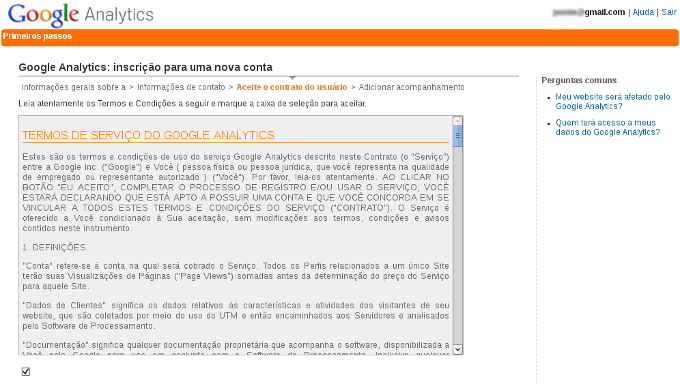 Google Analytics
@gmail.com | Ajuda | Sair
Primeiros passos
Google Analytics: inscrição para uma nova conta
Informações gerais sobre a > Informações de contato > Aceite o contrato do usuário > Adicionar acompanhamento
Leia atentamente os Termos e Condições a seguir e marque a caixa de seleção para aceitar.
TERMOS DE SERVIÇO DO GOOGLE ANALYTICS
Estes são os termos e condições de uso do serviço Google Analytics descrito neste Contrato (o "Serviço")
entre a Google Inc. ("Google") e Você ( pessoa física ou pessoa jurídica, que você representa na qualidade
de empregado ou representante autorizado ) ("Você"). Por favor, leia-os atentamente. AO CLICAR NO
BOTÃO "EU ACEITO", COMPLETAR O PROCESSO DE REGISTRO E/OU USAR O SERVIÇO, VOCÊ
ESTARÁ DECLARANDO QUE ESTÁ APTO A POSSUIR UMA CONTA E QUE VOCÊ CONCORDA EM SE
VINCULAR A TODOS ESTES TERMOS E CONDIÇÕES DO SERVIÇO ("CONTRATO"). O Serviço é
oferecido a Você condicionado à Sua aceitação, sem modificações aos termos, condições e avisos
contidos neste instrumento.
1. DEFINIÇÕES
"Conta" refere-se à conta na qual será cobrado o Serviço. Todos os Perfis relacionados a um único Site
terão suas Visualizações de Páginas ("Page Views") somadas antes da determinação do preço do Serviço
para aquele Site.
"Dados de Clientes" significa os dados relativos às características e atividades dos visitantes de seu
website, que são coletados por meio do uso do UTM e então encaminhados aos Servidores e analisados
pelo Software de Processamento.
"Documentação" significa qualquer documentação proprietária que acompanha o software, disponibilizada a
Você pelo Google para uso em conjunto com o Software de Processamento, inclusive qualquer
Perguntas comuns
Meu website será afetado pelo
Google Analytics?
Quem terá acesso a meus
dados do Google Analytics?